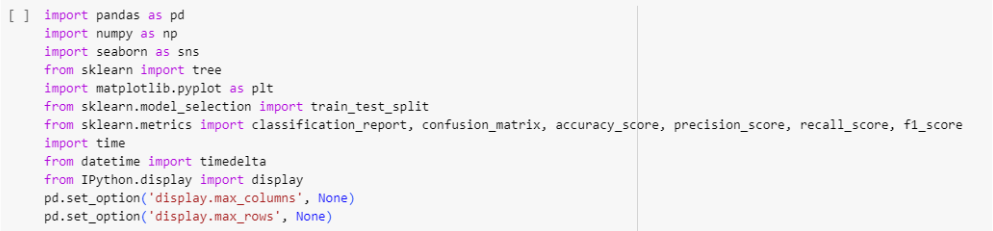 [ ] import pandas as pd
import numpy as np
import seaborn as sns
from sklearn import tree
import matplotlib.pyplot as plt
from sklearn.model_selection import train_test_split
from sklearn.metrics import classification_report, confusion_matrix, accuracy_score, precision_score, recall_score, f1_score
import time
from datetime import timedelta
from IPython.display import display
pd.set_option('display.max_columns', None)
pd.set_option('display.max_rows', None)